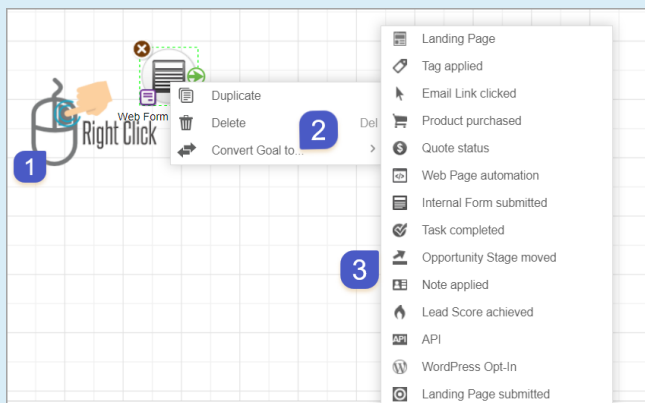 Web Form
Right Click
1
Duplicate
Delete Del
2
Convert Goal to...
3
Landing Page
Tag applied
Email Link clicked
Product purchased
Quote status
Web Page automation
Internal Form submitted
Task completed
Opportunity Stage moved
Note applied
Lead Score achieved
API API
WordPress Opt-In
Landing Page submitted